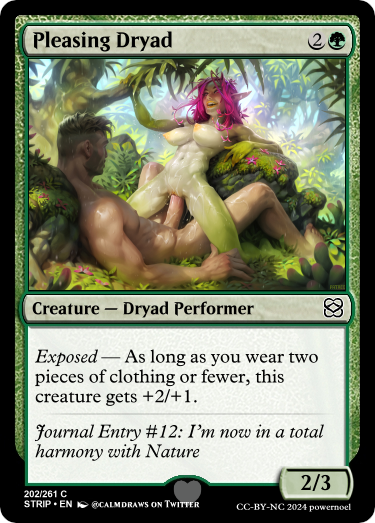 Pleasing Dryad 2
Creature — Dryad Performer
Exposed — As long as you wear two
pieces of clothing or fewer, this
creature gets +2/+1.
Journal Entry #12: I'm now in a total
harmony with Nature
2/3
202/261 C
STRIP • EN @CALMDRAWS ON TWITTER
CC-BY-NC 2024 powernoel